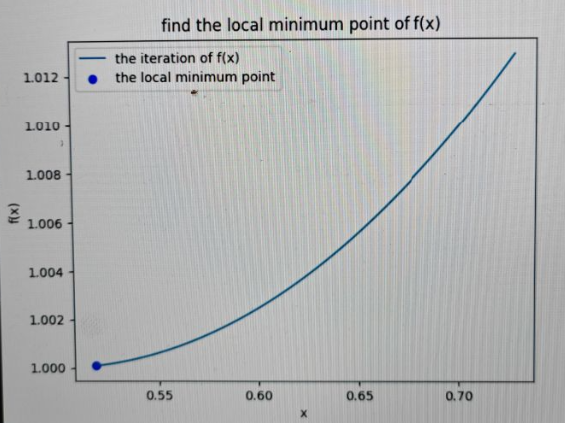 find the local minimum point of f(x)
the iteration of f(x)
the local minimum point
1.012
1.010
1.008
1.006
1.004
1.002
1.000
f(x)
0.55 0.60 0.65 0.70
x